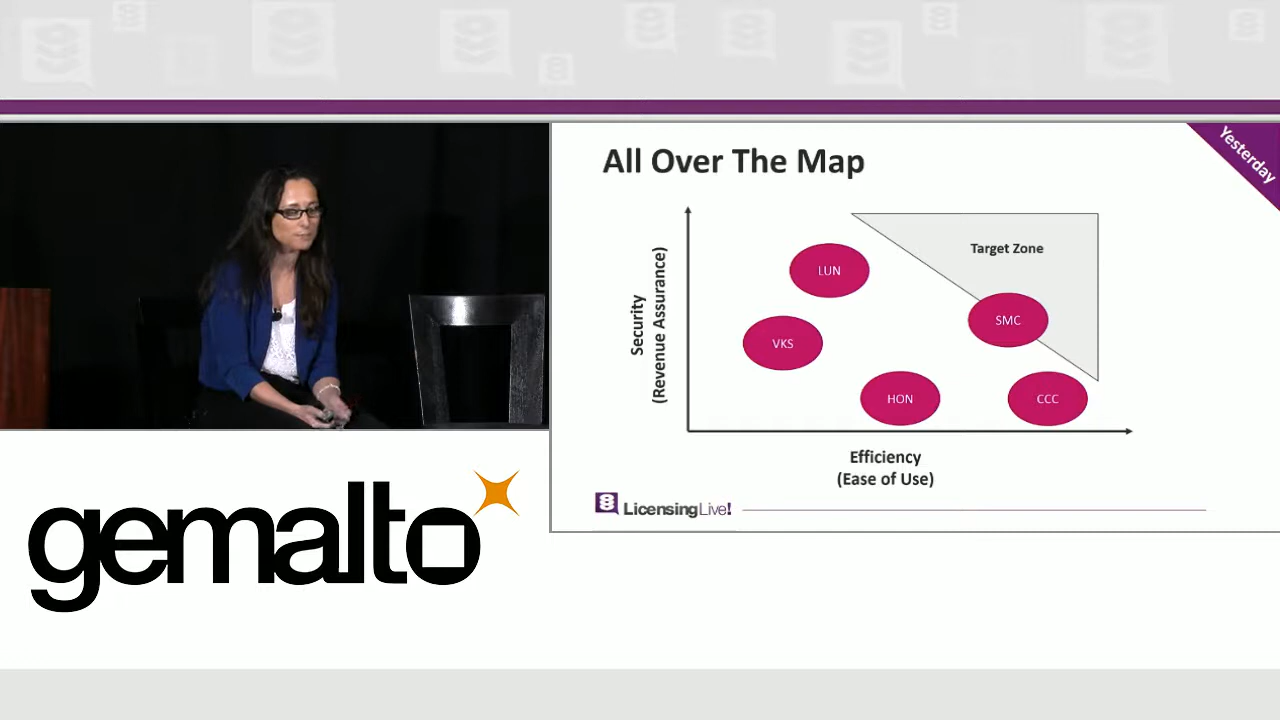 All Over The Map
Yesterday
Security
(Revenue Assurance)
Target Zone
LUN
SMC
VKS
HON
CCC
Efficiency
(Ease of Use)
LicensingLive!
gemalto